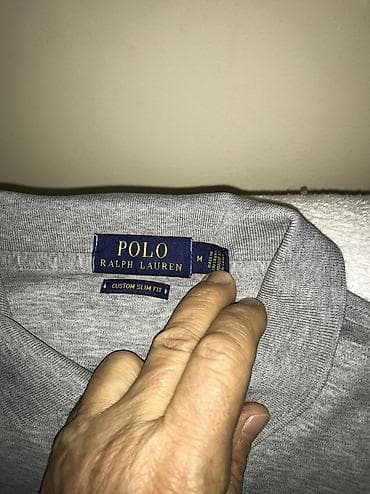 POLO
RALPH LAUREN
M
CUSTOM SLIM FIT